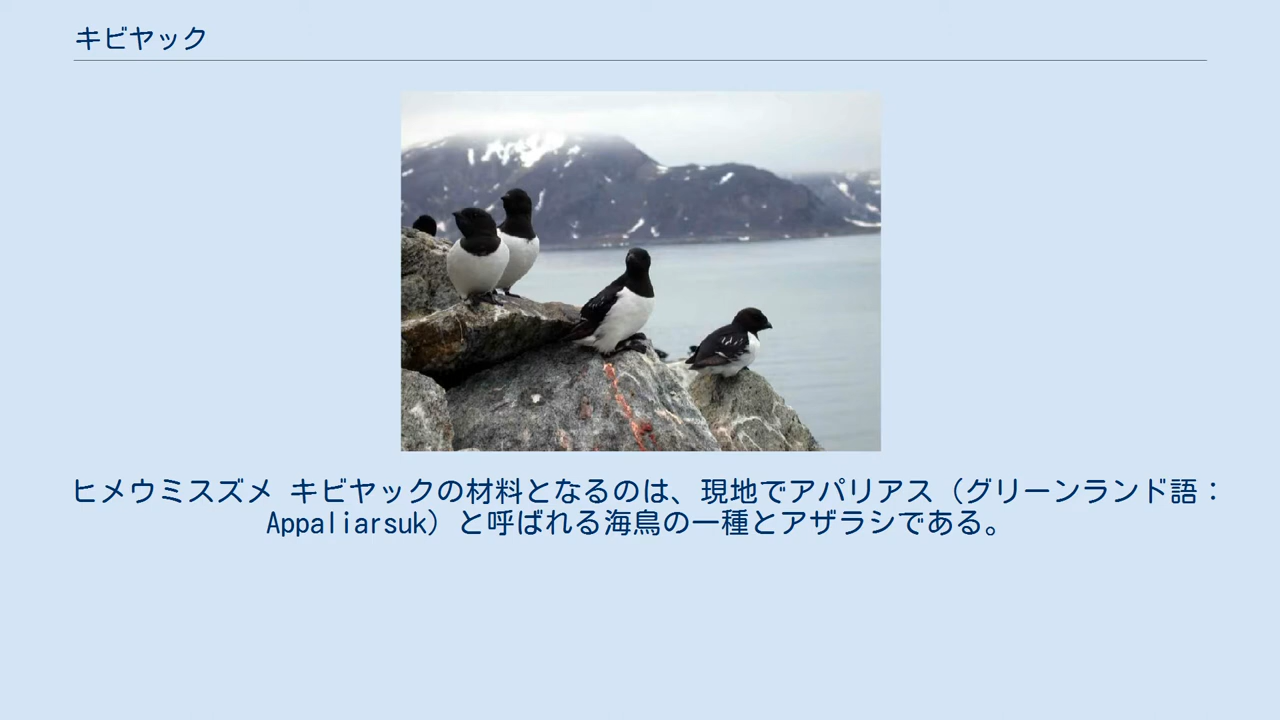 キビヤック
ヒメウミスズメ キビヤックの材料となるのは、現地でアパリアス（グリーンランド語：
Appaliarsuk）と呼ばれる海鳥の一種とアザラシである。